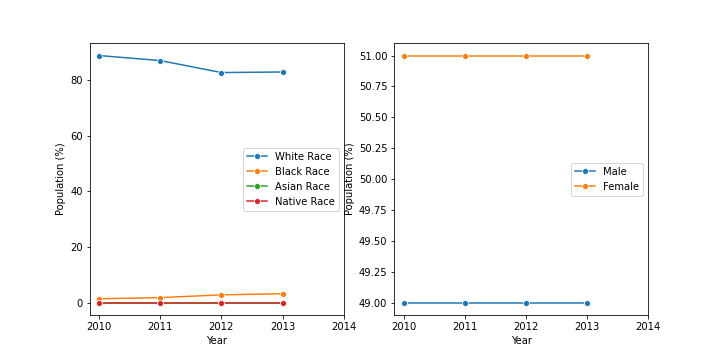 80
60
40
20
0
Population (%)
2010 2011 2012 2013 2014
Year
White Race
Black Race
Asian Race
Native Race
51.00
50.75
50.50
50.25
50.00
49.75
49.50
49.25
49.00
Population (%)
2010 2011 2012 2013 2014
Year
Male
Female